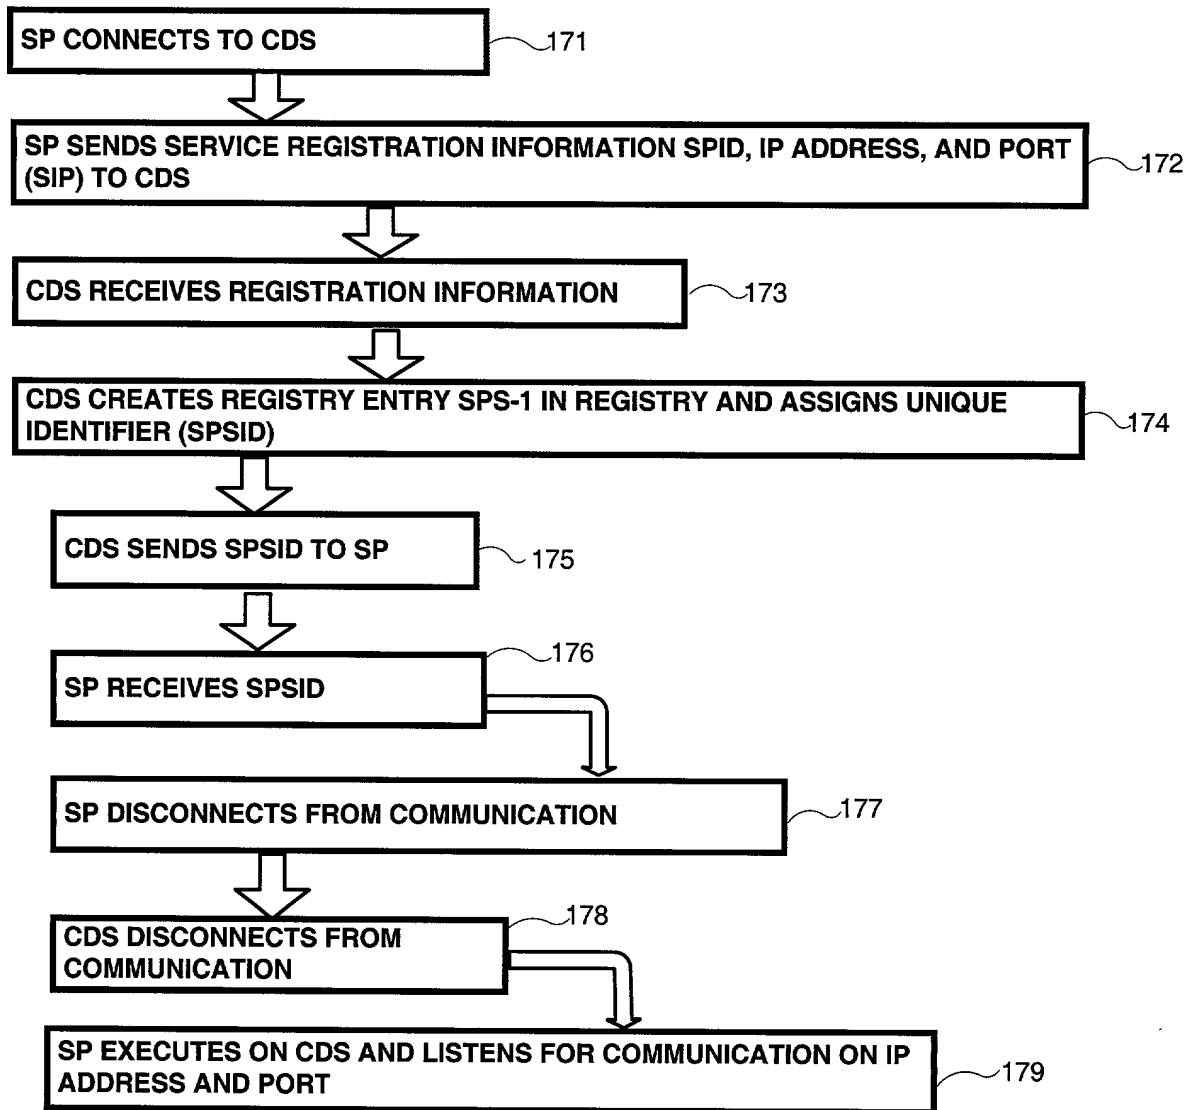 SP CONNECTS TO CDS
171
SP SENDS SERVICE REGISTRATION INFORMATION SPID, IP ADDRESS, AND PORT
(SIP) TO CDS
172
CDS RECEIVES REGISTRATION INFORMATION
173
CDS CREATES REGISTRY ENTRY SPS-1 IN REGISTRY AND ASSIGNS UNIQUE
IDENTIFIER (SPSID)
174
CDS SENDS SPSID TO SP
175
SP RECEIVES SPSID
176
SP DISCONNECTS FROM COMMUNICATION
177
CDS DISCONNECTS FROM
COMMUNICATION
178
SP EXECUTES ON CDS AND LISTENS FOR COMMUNICATION ON IP
ADDRESS AND PORT
179